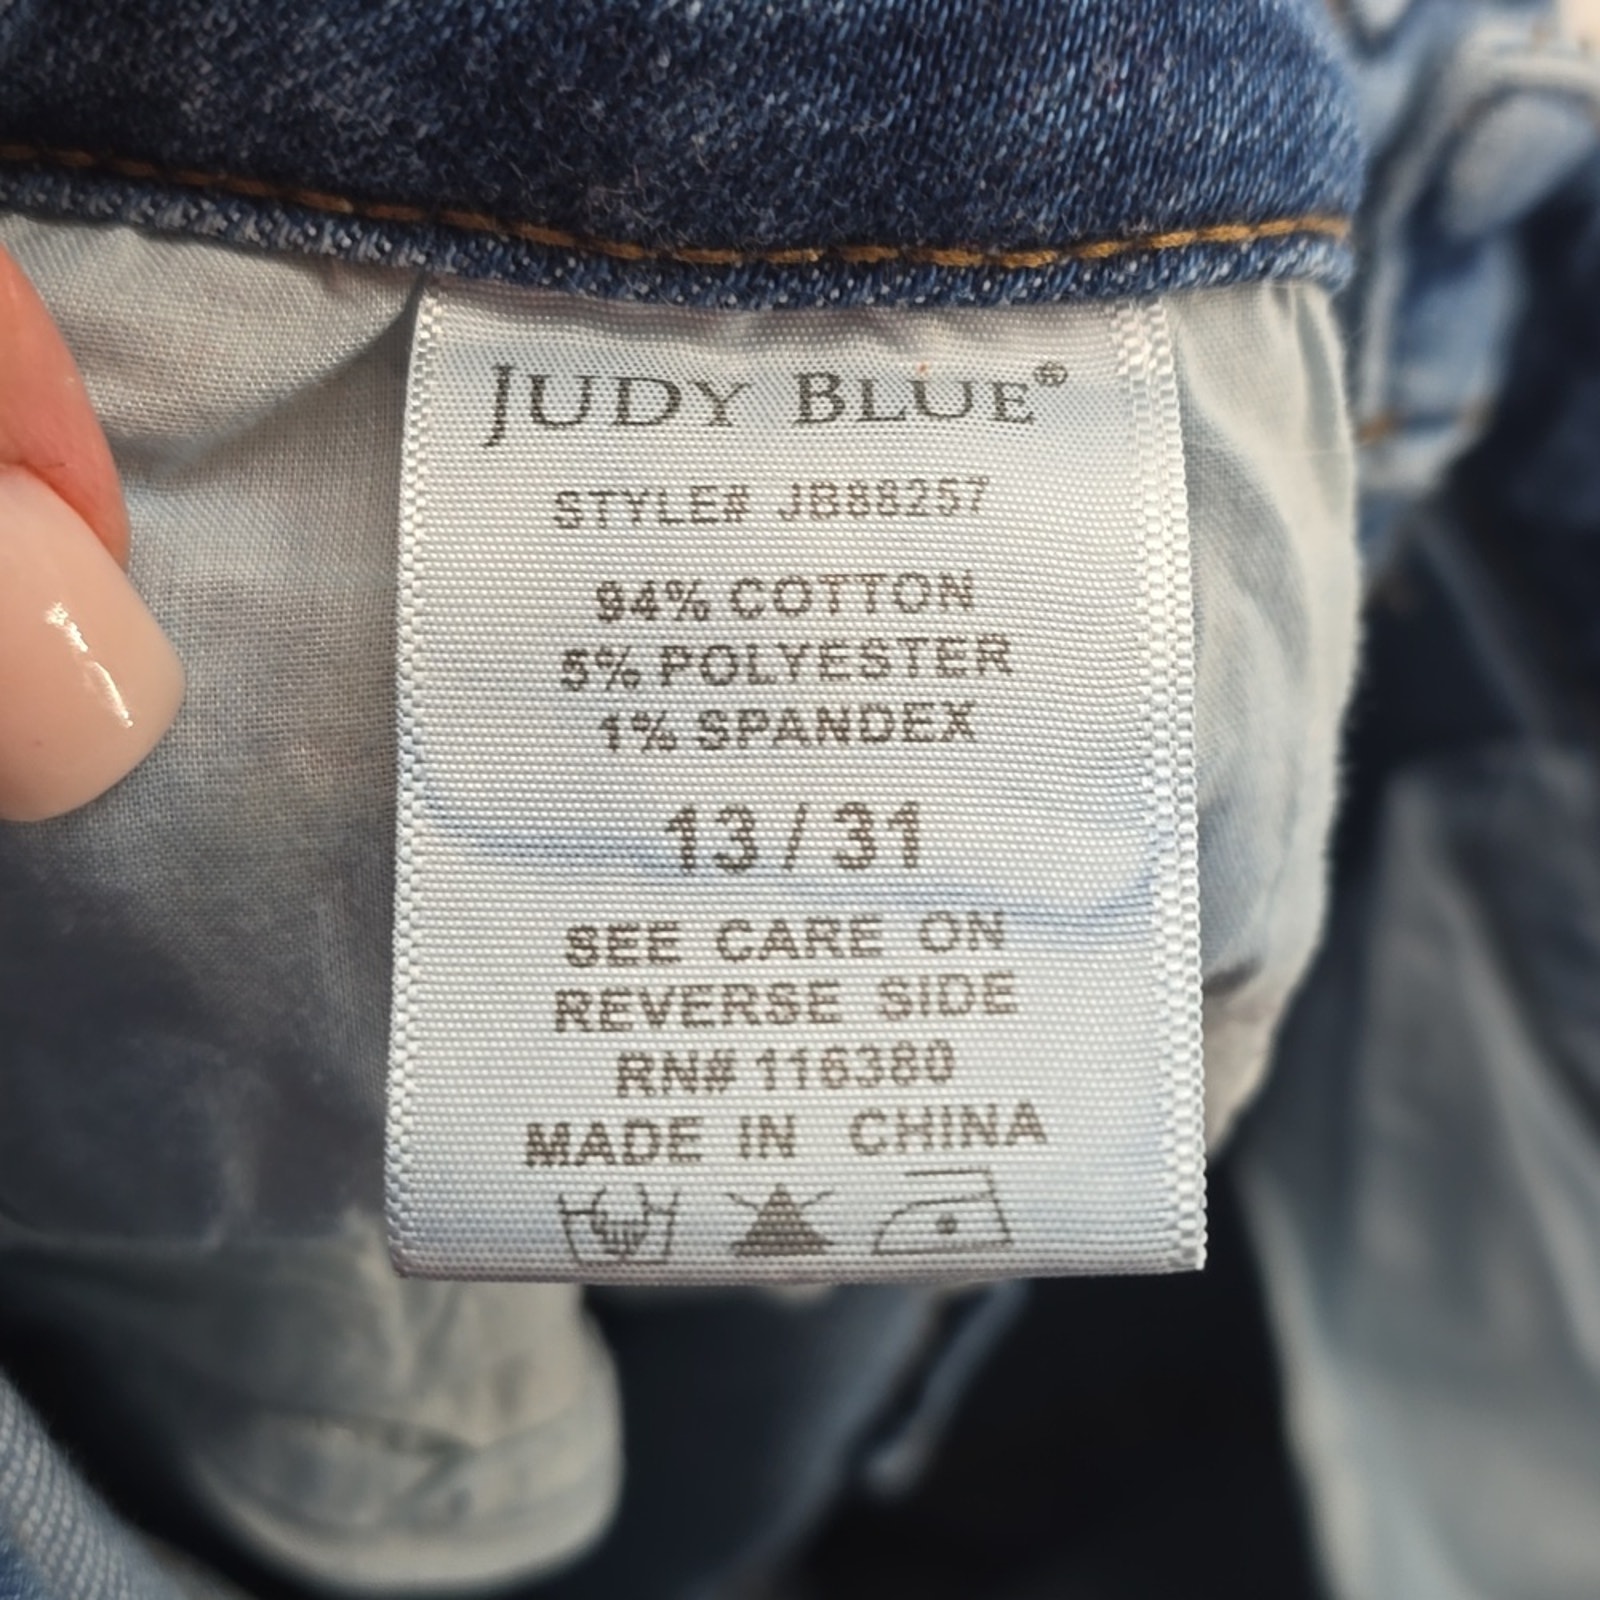 JUDY BLUE®
STYLE# JB88257
94% COTTON
5% POLYESTER
1% SPANDEX
13 / 31
SEE CARE ON
REVERSE SIDE
RN# 116380
MADE IN CHINA